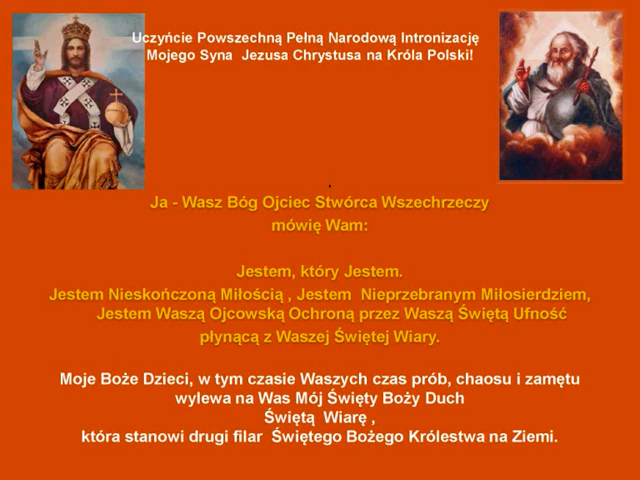 Uczyńcie Powszechną Pełną Narodową Intronizację
Mojego Syna Jezusa Chrystusa na Króla Polski!
.
Ja - Wasz Bóg Ojciec Stwórca Wszechrzeczy
mówię Wam:
Jestem, który Jestem.
Jestem Nieskończoną Miłością , Jestem Nieprzebranym Miłosierdziem,
Jestem Waszą Ojcowską Ochroną przez Waszą Świętą Ufność
płynącą z Waszej Świętej Wiary.
Moje Boże Dzieci, w tym czasie Waszych czas prób, chaosu i zamętu
wylewa na Was Mój Święty Boży Duch
Świętą Wiarę ,
która stanowi drugi filar Świętego Bożego Królestwa na Ziemi.